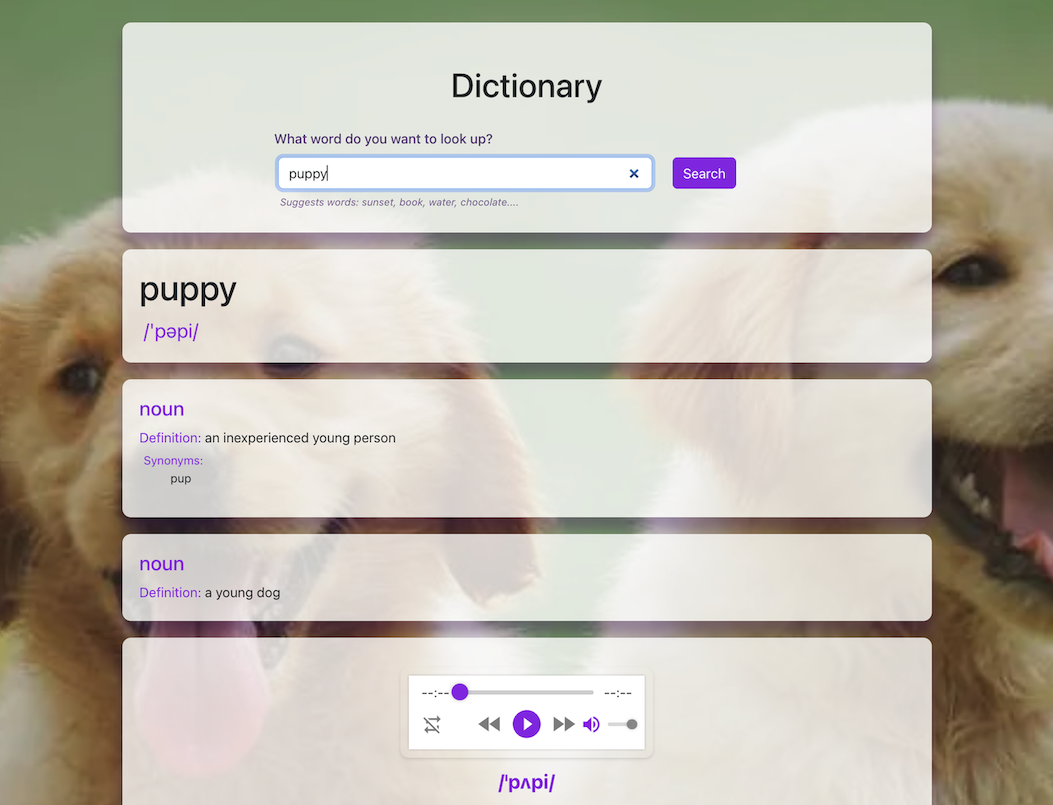 Dictionary
What word do you want to look up?
puppy
Search
Suggests words: sunset, book, water, chocolate....
puppy
/ˈpəpi/
noun
Definition: an inexperienced young person
Synonyms:
pup
noun
Definition: a young dog
--:-- --:--
/ˈpʌpi/